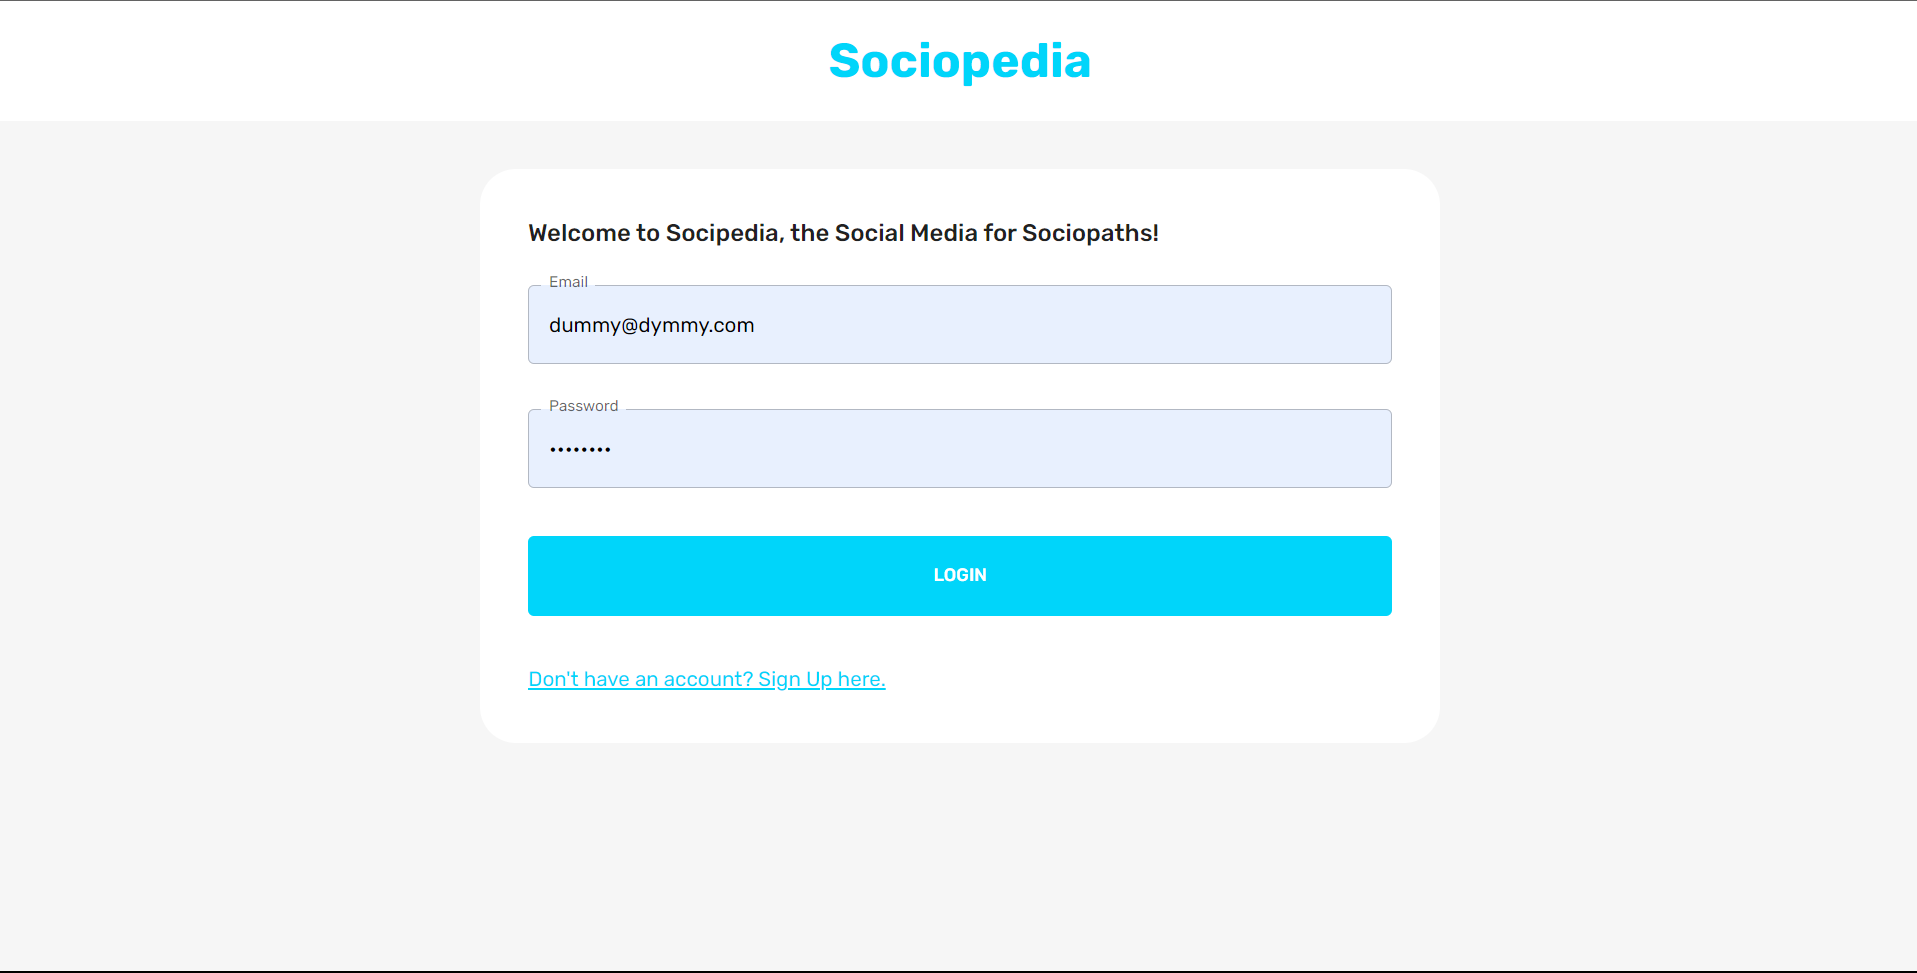 Sociopedia
Welcome to Socipedia, the Social Media for Sociopaths!
Email
dummy@dymmy.com
Password
••••••••
LOGIN
Don't have an account? Sign Up here.